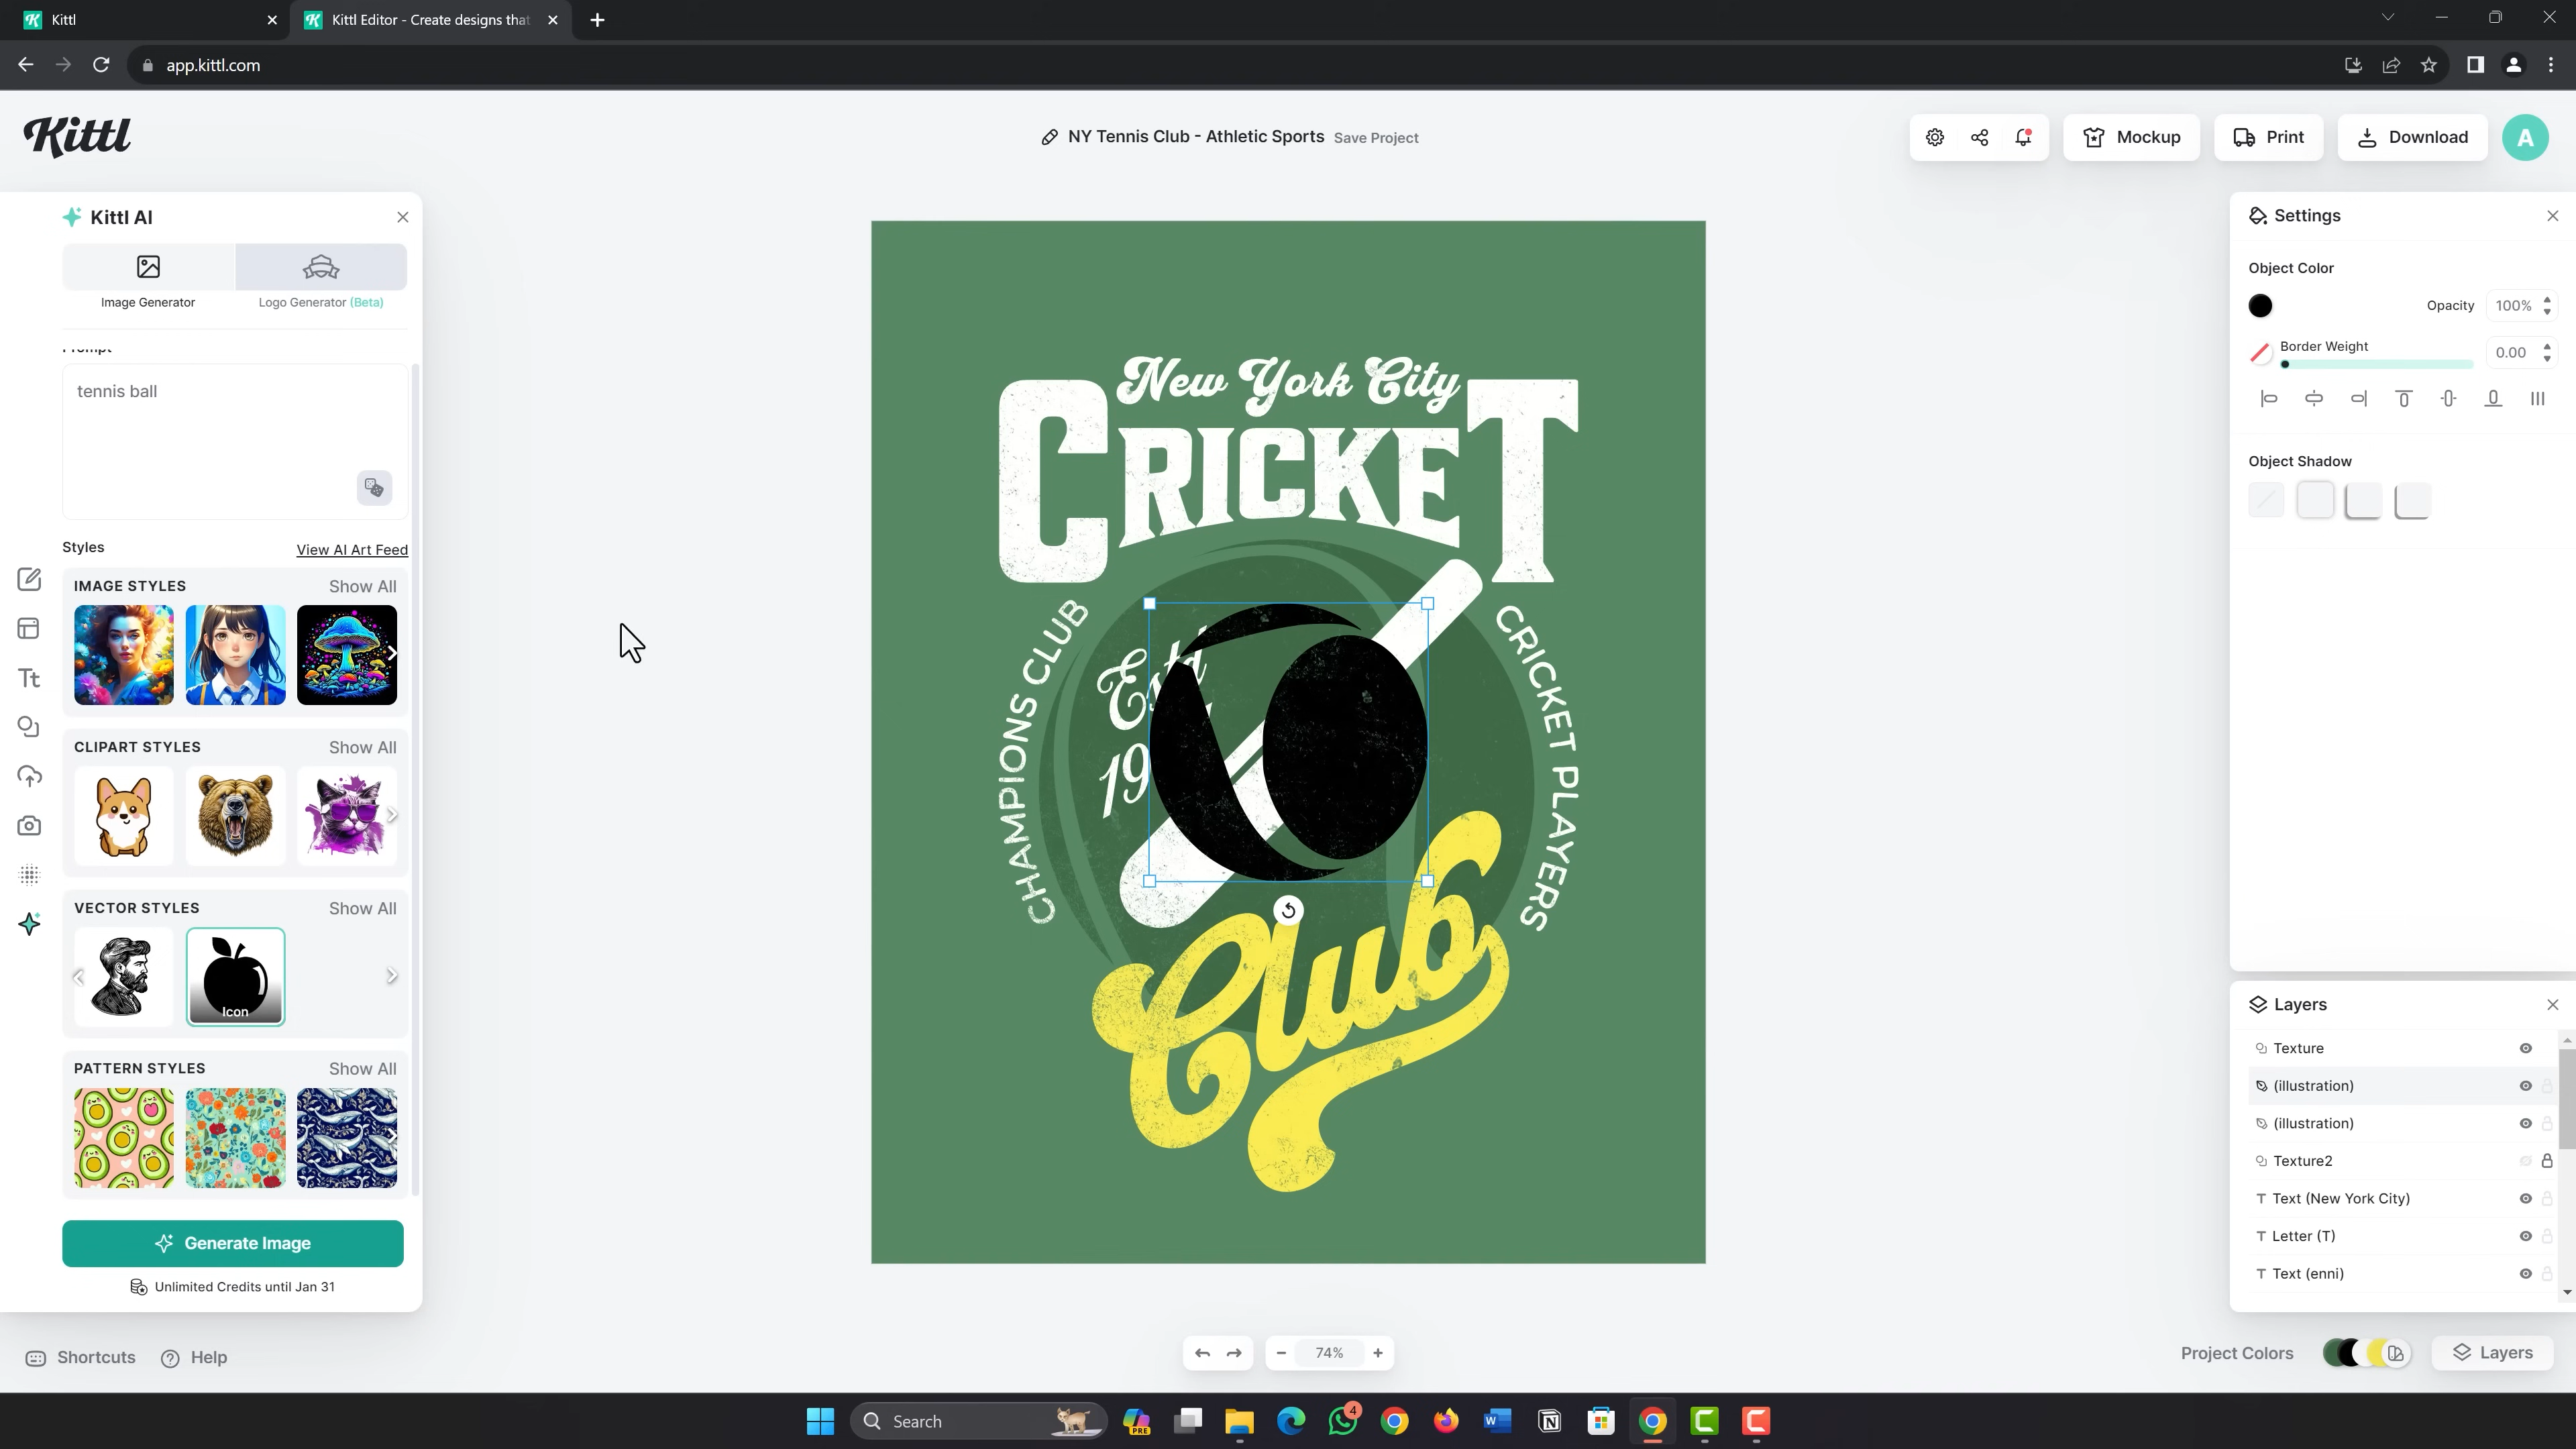 Kittl
Kittl Editor - Create designs that
app.kittl.com
Kittl
NY Tennis Club - Athletic Sports Save Project
Mockup
Print
Download
A
Kittl AI
Image Generator
Logo Generator (Beta)
Prompt
tennis ball
Styles
View AI Art Feed
IMAGE STYLES
Show All
CLIPART STYLES
Show All
VECTOR STYLES
Show All
Icon
PATTERN STYLES
Show All
Generate Image
Unlimited Credits until Jan 31
Shortcuts
Help
New York City
CRICKET
CHAMPIONS CLUB
Estd
19
CRICKET PLAYERS
Club
74%
Settings
Object Color
Opacity
100%
Border Weight
0.00
Object Shadow
Layers
Texture
(illustration)
(illustration)
Texture2
Text (New York City)
Letter (T)
Text (enni)
Project Colors
Layers
Search
PRE
4